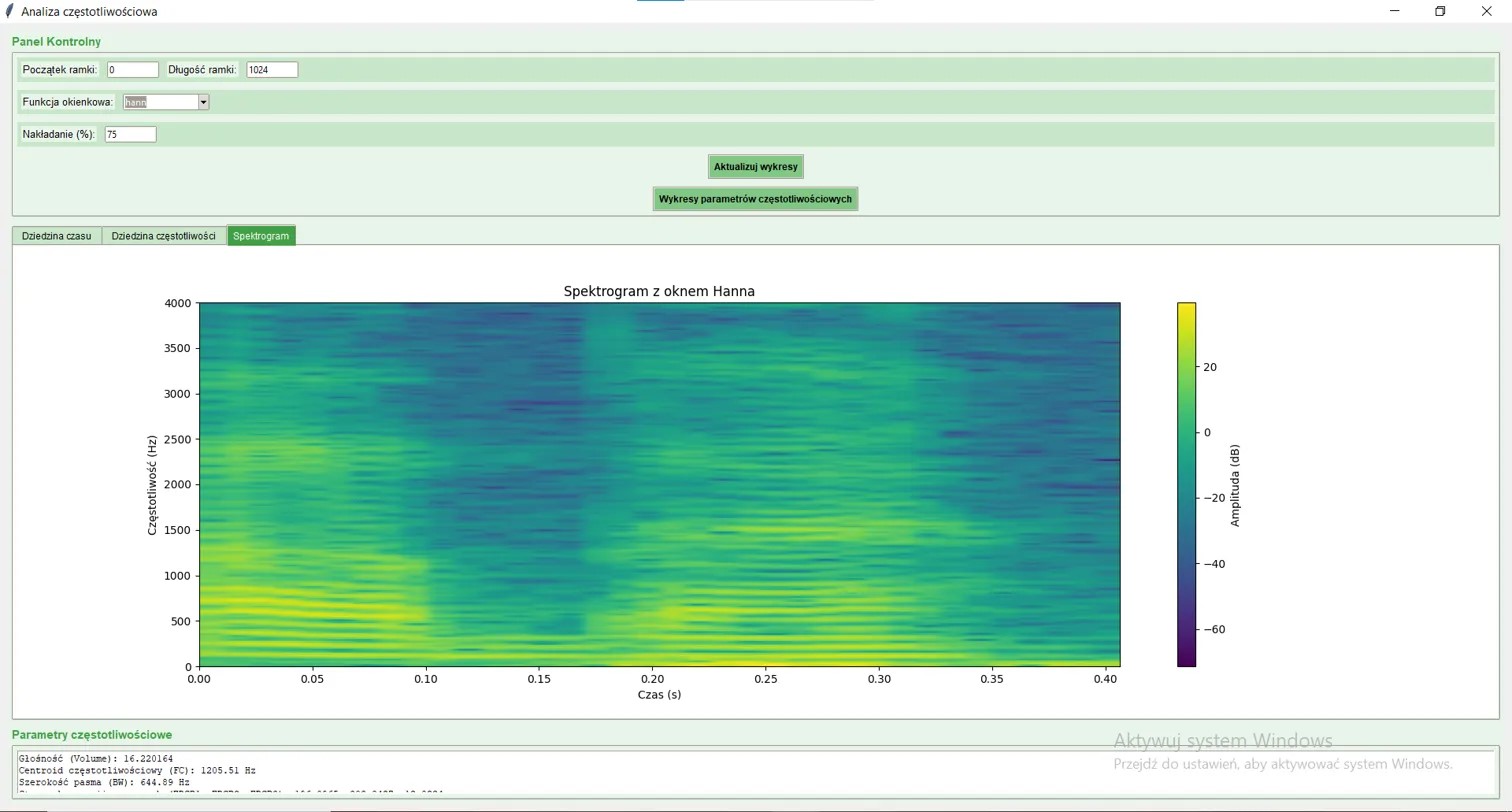 Analiza częstotliwościowa
Panel Kontrolny
Początek ramki: 0 Długość ramki: 1024
Funkcja okienkowa: hann
Nakładanie (%): 75
Aktualizuj wykresy
Wykresy parametrów częstotliwościowych
Dziedzina czasu Dziedzina częstotliwości Spektrogram
Spektrogram z oknem Hanna
4000
3500
3000
2500
2000
1500
1000
500
0
Częstotliwość (Hz)
0.00 0.05 0.10 0.15 0.20 0.25 0.30 0.35 0.40
Czas (s)
20
0
−20
−40
−60
Amplituda (dB)
Parametry częstotliwościowe
Głośność (Volume): 16.220164
Centroid częstotliwościowy (FC): 1205.51 Hz
Szerokość pasma (BW): 644.89 Hz
Aktywuj system Windows
Przejdź do ustawień, aby aktywować system Windows.